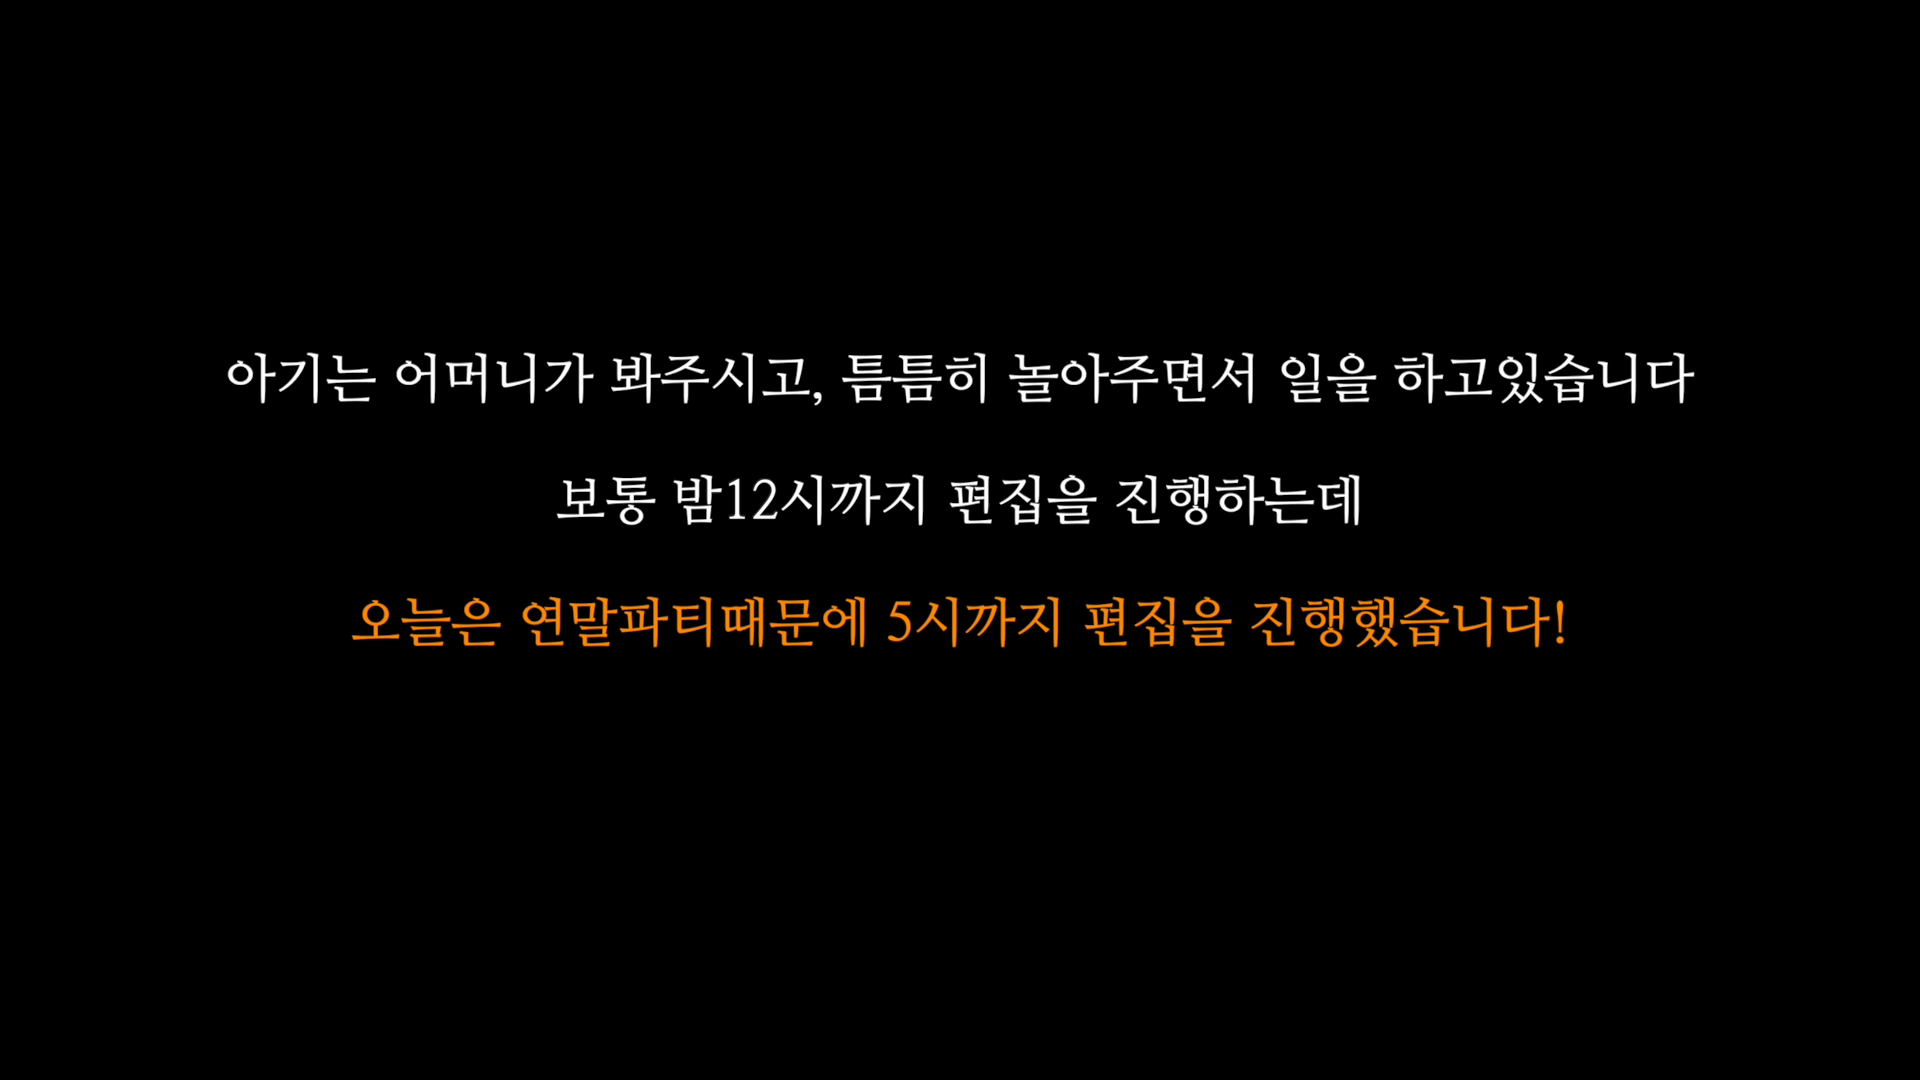 아기는 어머니가 봐주시고, 틈틈히 놀아주면서 일을 하고있습니다
보통 밤12시까지 편집을 진행하는데
오늘은 연말파티때문에 5시까지 편집을 진행했습니다!